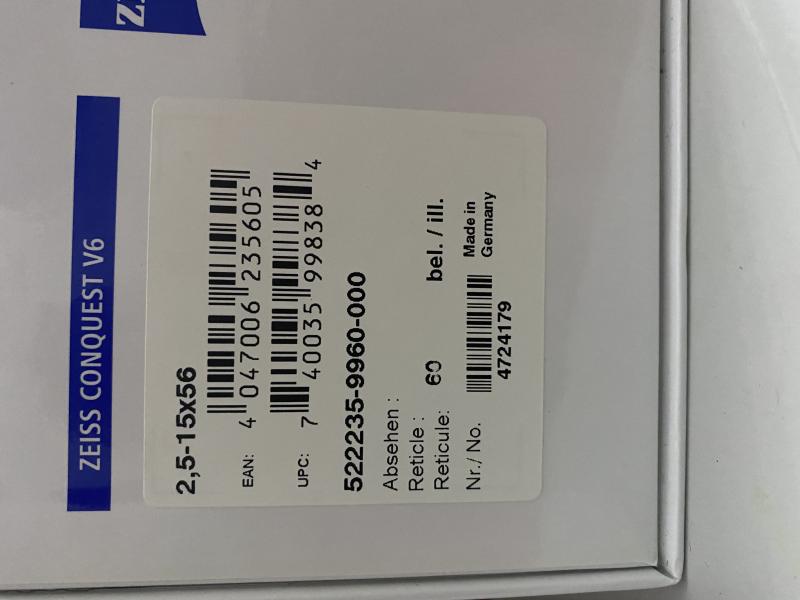 ZEISS CONQUEST V6
2,5-15x56
EAN:
4 047006 235605
UPC:
7 40035 99838 4
522235-9960-000
Absehen :
Reticle : 60 bel. / ill.
Reticule:
Nr./ No.
4724179
Made in
Germany